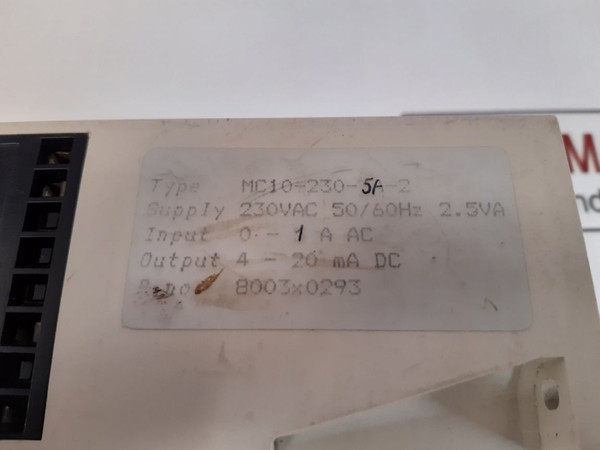 Type MC10-230-5A-2
Supply 230VAC 50/60Hz 2.5VA
Input 0 - 1 A AC
Output 4 - 20 mA DC
8003x0293